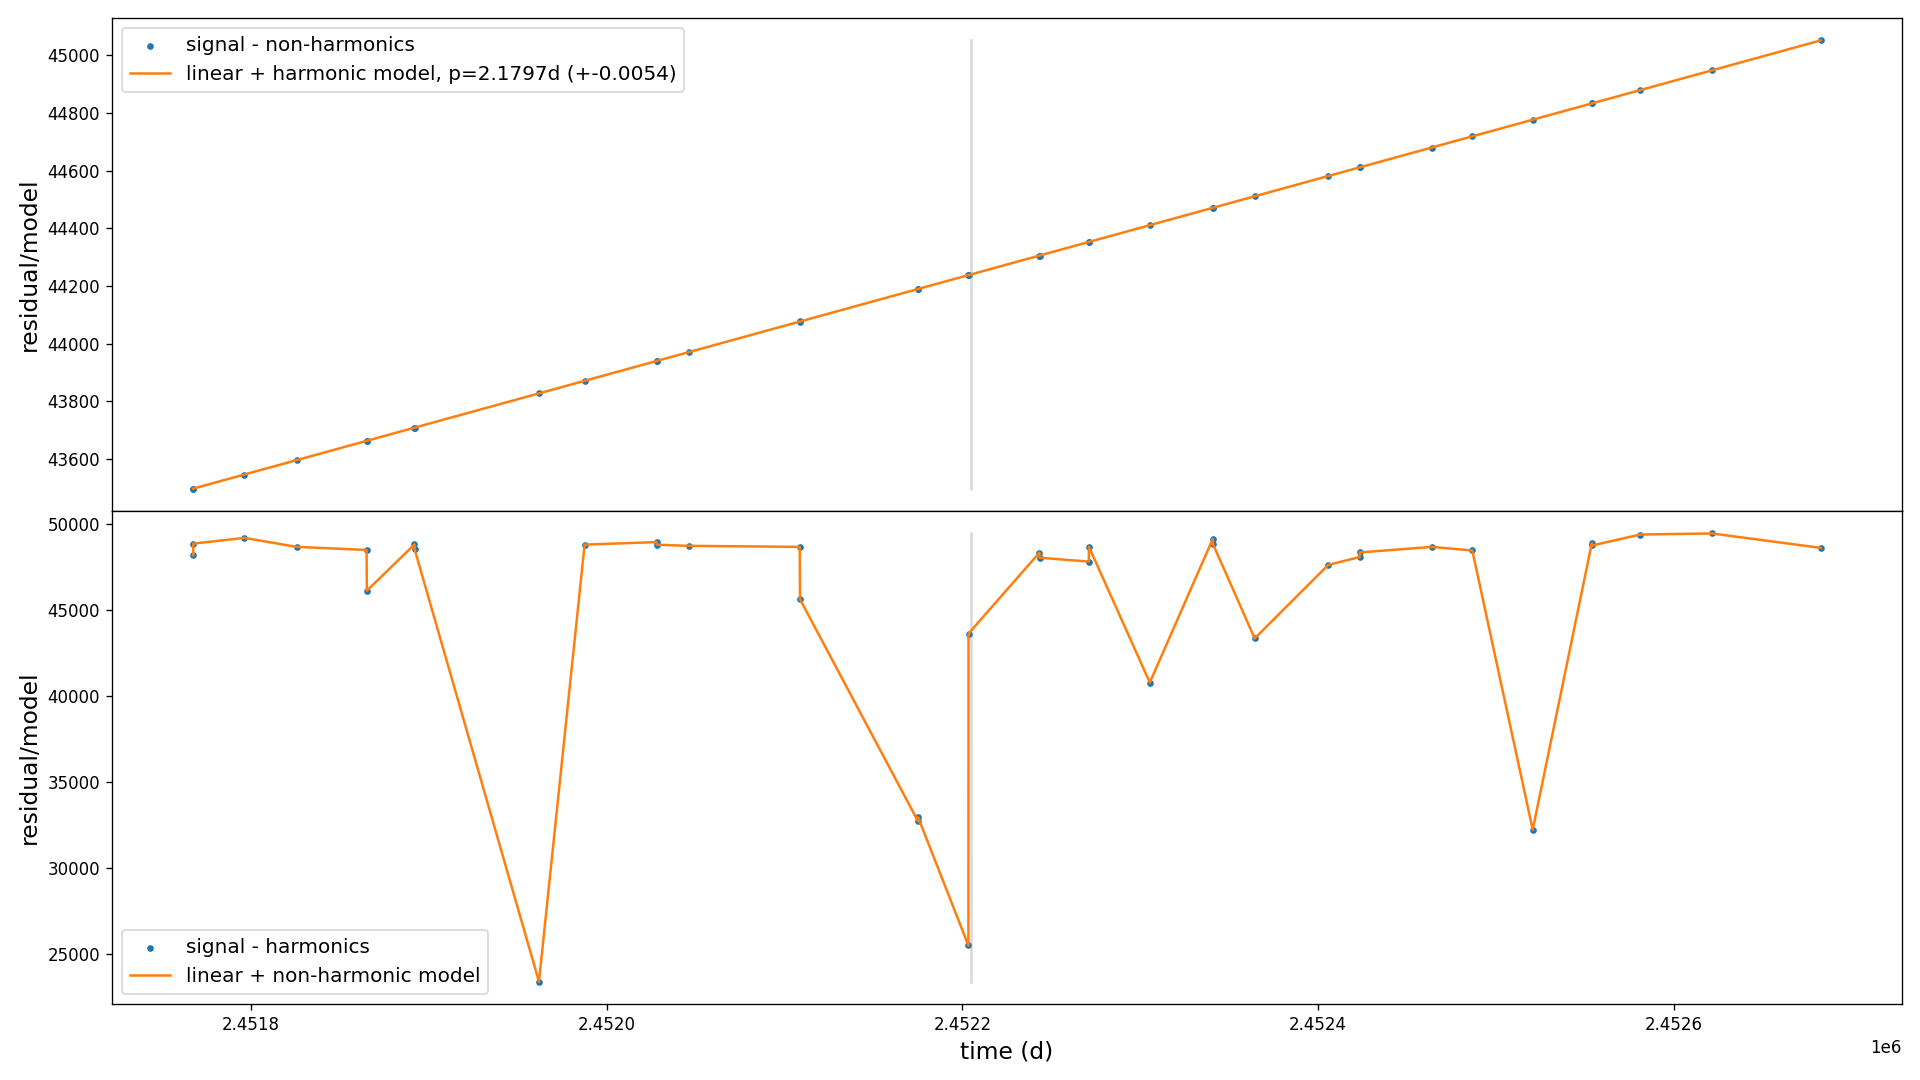 signal - non-harmonics
linear + harmonic model, p=2.1797d (+-0.0054)
45000
44800
44600
44400
44200
44000
43800
43600
residual/model
50000
45000
40000
35000
30000
25000
residual/model
signal - harmonics
linear + non-harmonic model
2.4518
2.4520
2.4522
2.4524
2.4526
time (d)
1e6